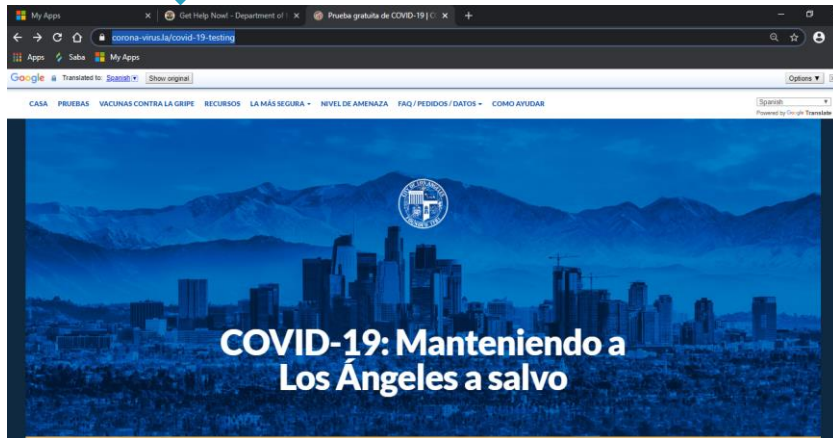 My Apps
Get Help Now! - Department of
Prueba gratuita de COVID-19 | C
corona-virus.la/covid-19-testing
Apps Saba My Apps
Google Translated to: Spanish Show original Options
CASA PRUEBAS VACUNAS CONTRA LA GRIPE RECURSOS LA MÁS SEGURA NIVEL DE AMENAZA FAQ / PEDIDOS / DATOS COMO AYUDAR
Spanish
Powered by Google Translate
COVID-19: Manteniendo a
Los Ángeles a salvo